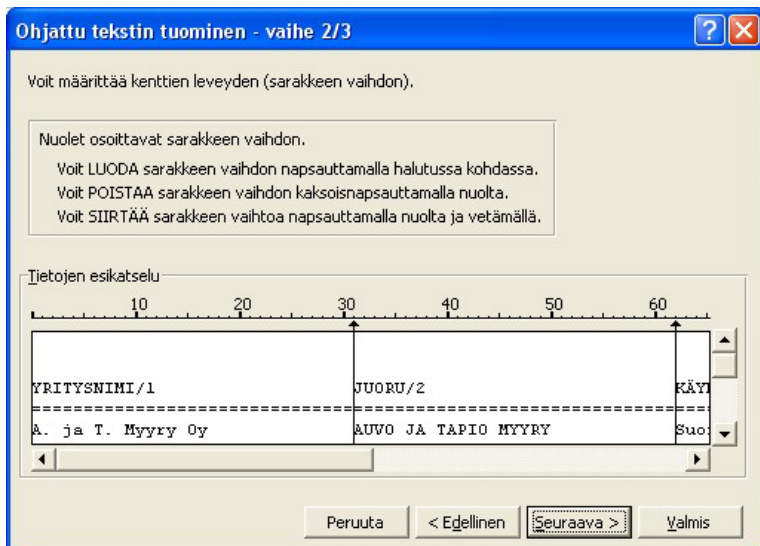 Ohjattu tekstin tuominen - vaihe 2/3
Voit määrittää kenttien leveyden (sarakkeen vaihdon).
Nuolet osoittavat sarakkeen vaihdon.
Voit LUODA sarakkeen vaihdon napsauttamalla halutussa kohdassa.
Voit POISTAA sarakkeen vaihdon kaksoisnapsauttamalla nuolta.
Voit SIIRTÄÄ sarakkeen vaihtoa napsauttamalla nuolta ja vetämällä.
Tietojen esikatselu
10 20 30 40 50 60
YRITYSNIMI/1 JUORU/2
A. ja T. Myyry Oy AUVO JA TAPIO MYYRY Suo
Peruuta < Edellinen Seuraava > Valmis